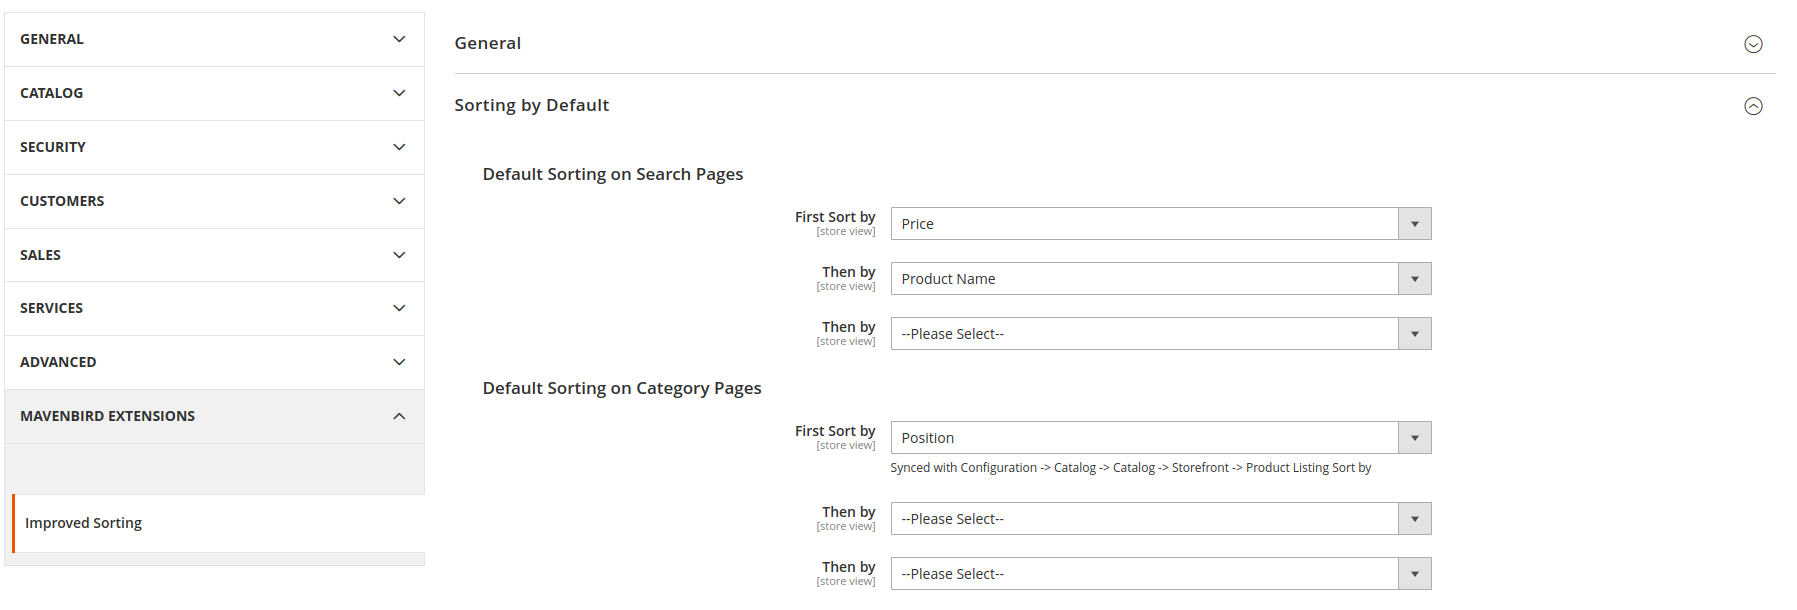 GENERAL
CATALOG
SECURITY
CUSTOMERS
SALES
SERVICES
ADVANCED
MAVENBIRD EXTENSIONS
Improved Sorting
General
Sorting by Default
Default Sorting on Search Pages
First Sort by
[store view]
Price
Then by
[store view]
Product Name
Then by
[store view]
--Please Select--
Default Sorting on Category Pages
First Sort by
[store view]
Position
Synced with Configuration -> Catalog -> Catalog -> Storefront -> Product Listing Sort by
Then by
[store view]
--Please Select--
Then by
[store view]
--Please Select--